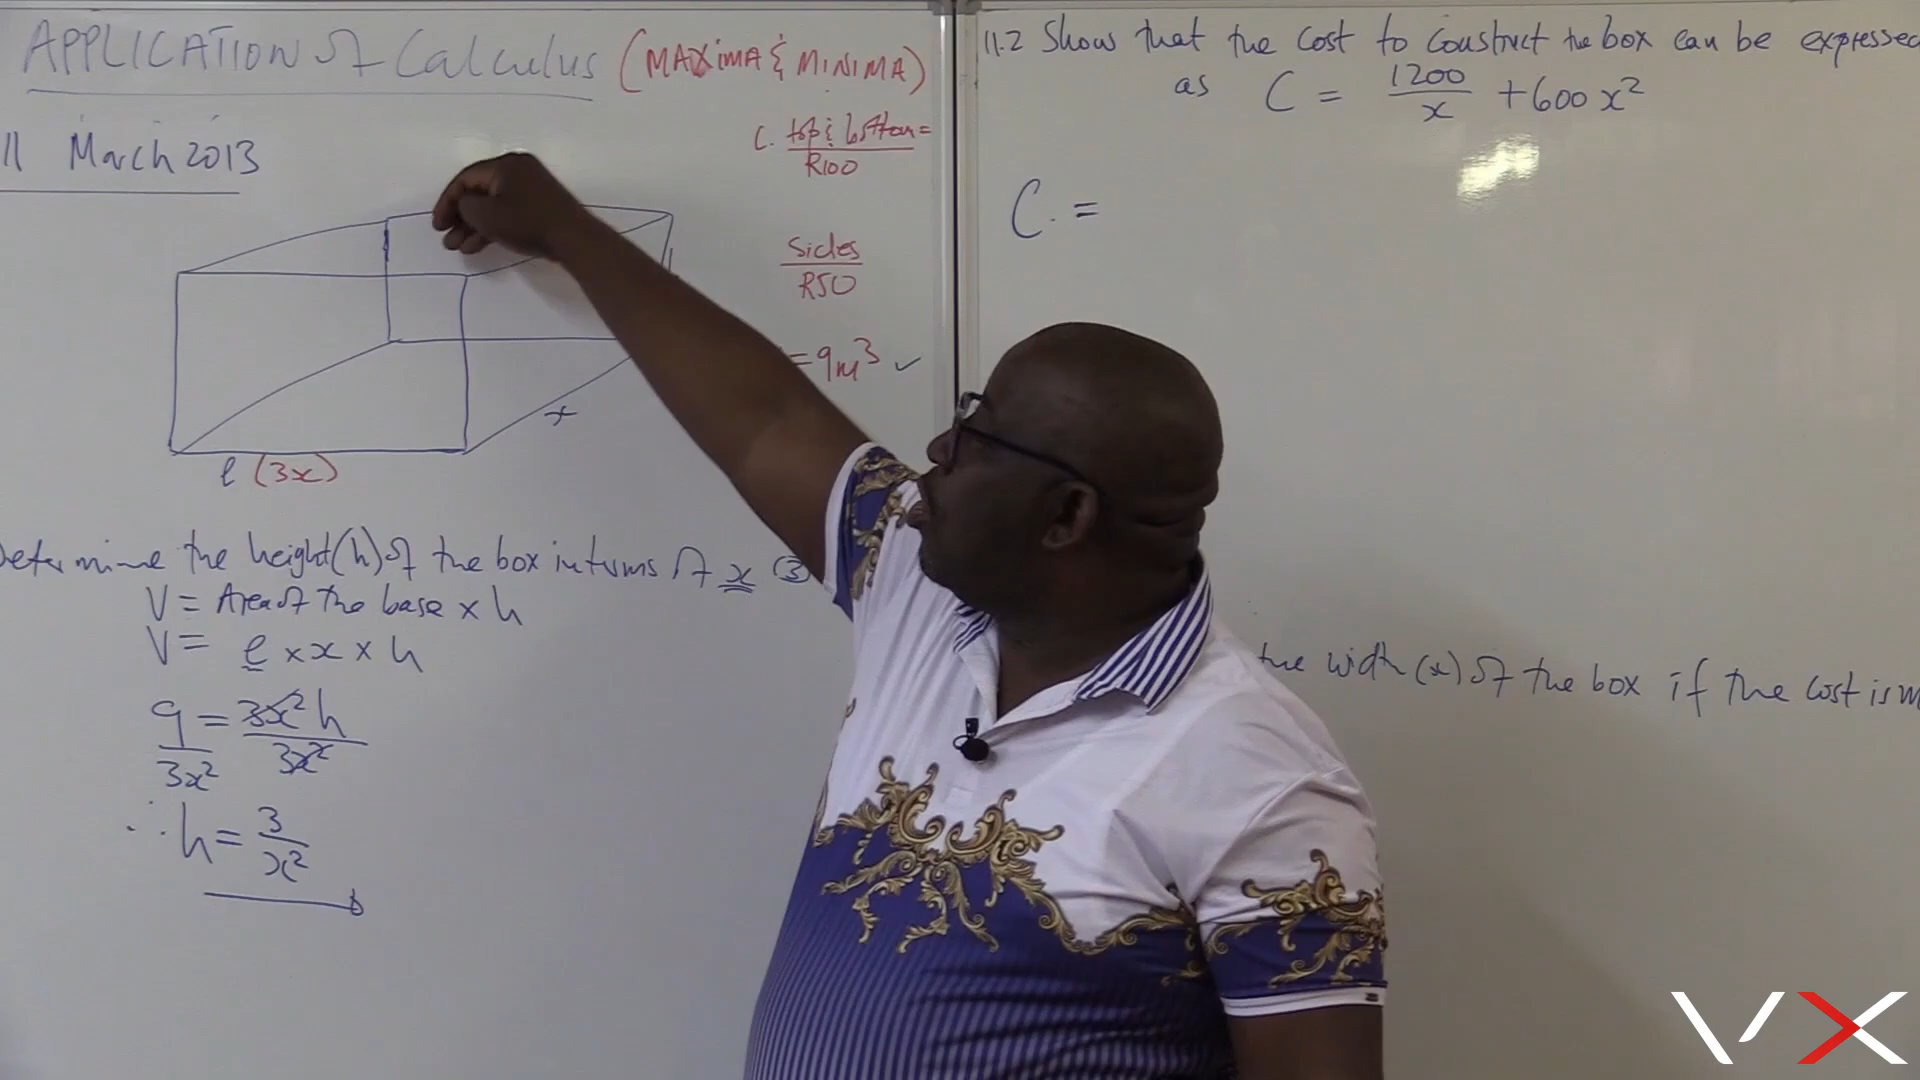 APPLICATION of Calculus (MAXIMA & MINIMA)
11 March 2013
C. top & bottom =
R100
Sides
R50
= 9m³ ✓
x
l (3x)
Determine the height(h) of the box in terms of x (3)
V = Area of the base × h
V = l × x × h
9 = 3x² h
3x² 3x²
∴ h = 3
x²
11.2 Show that the cost to construct the box can be expressed
as C = 1200/x + 600x²
C. =
the width (x) of the box if the cost is
VX